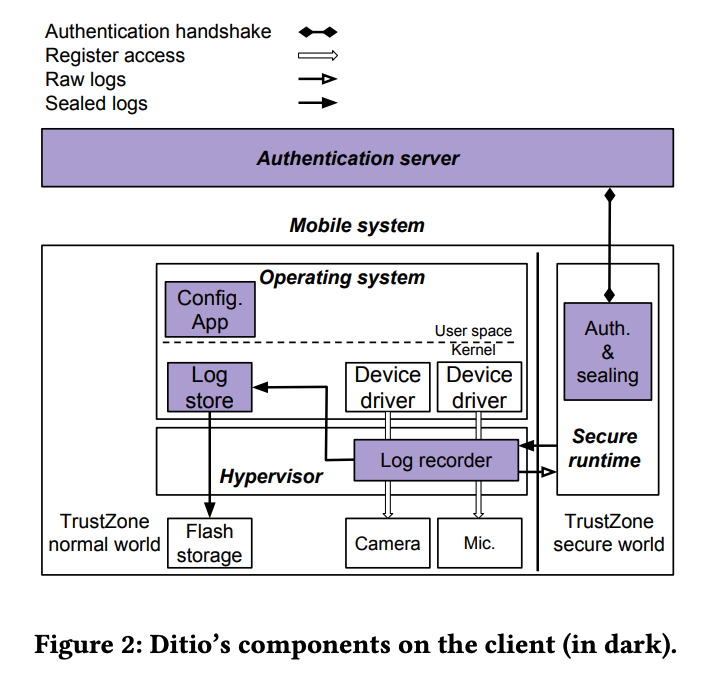 Authentication handshake
Register access
Raw logs
Sealed logs
Authentication server
Mobile system
Operating system
Config.
App
User space
Kernel
Log
store
Device
driver
Device
driver
Auth.
&
sealing
Secure
runtime
Log recorder
Hypervisor
TrustZone
normal world
Flash
storage
Camera
Mic.
TrustZone
secure world
Figure 2: Ditio’s components on the client (in dark).